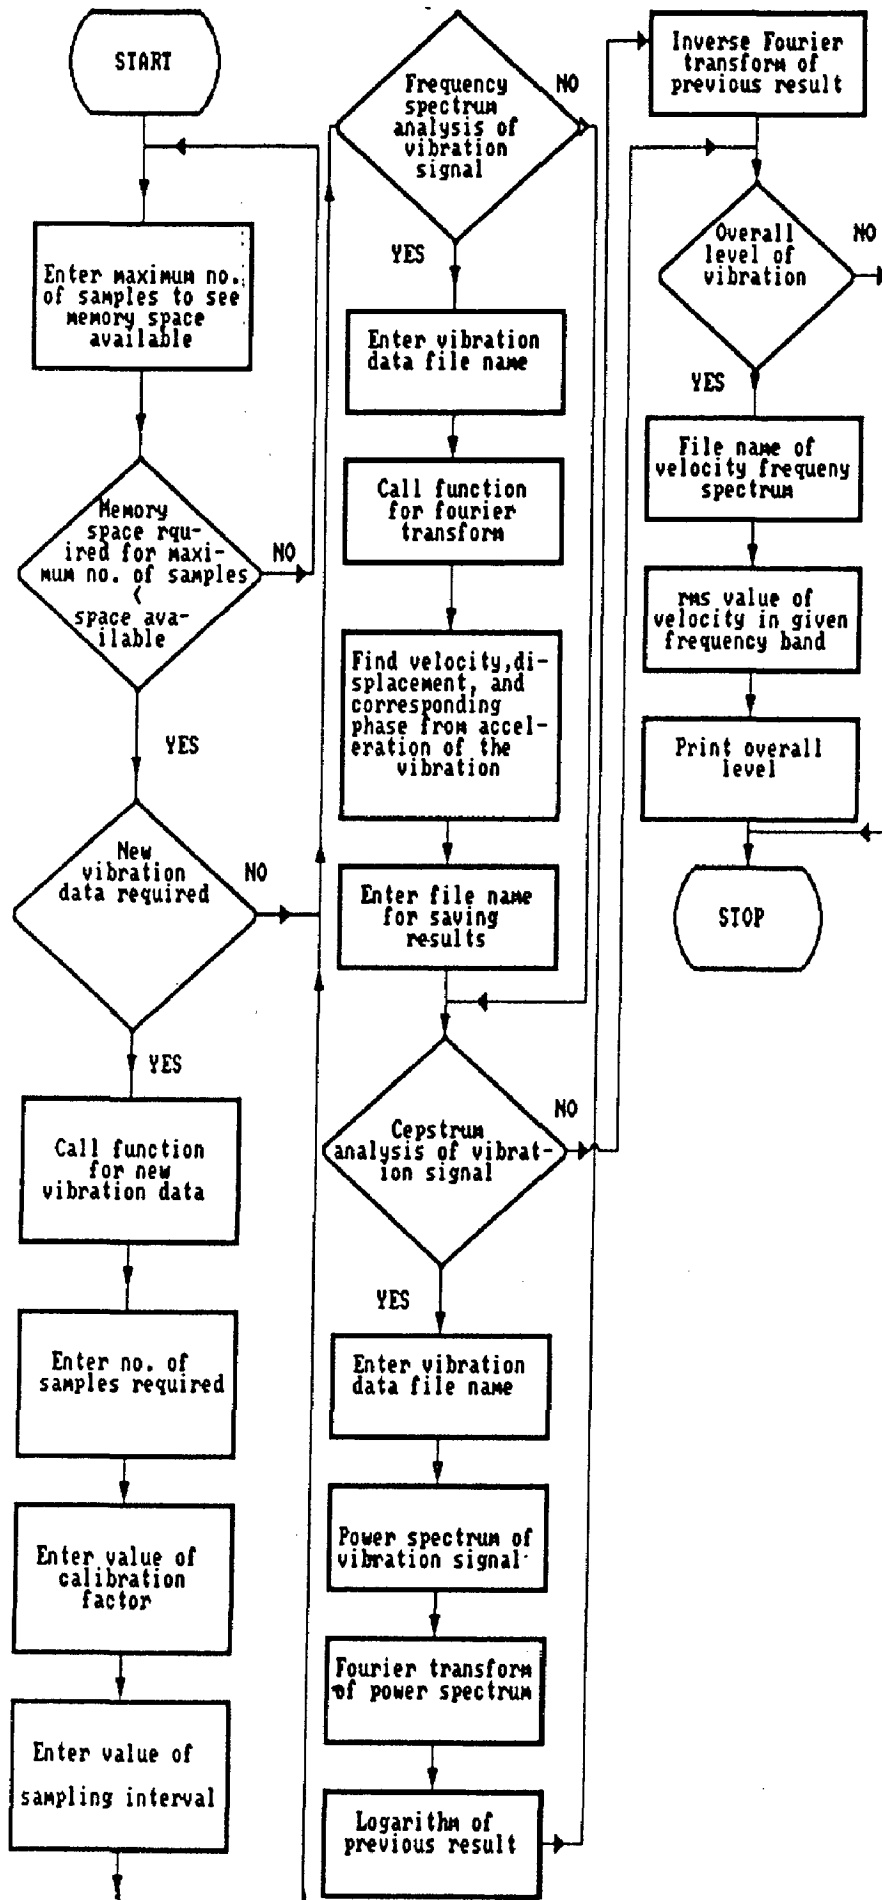 START
Enter maximum no.
of samples to see
memory space
available
Memory
space rqu-
ired for maxi-
mum no. of samples
<
space ava-
ilable
NO
YES
New
vibration
data required
NO
YES
Call function
for new
vibration data
Enter no. of
samples required
Enter value of
calibration
factor
Enter value of
sampling interval
Frequency
spectrum
analysis of
vibration
signal
NO
YES
Enter vibration
data file name
Call function
for fourier
transform
Find velocity,di-
splacement, and
corresponding
phase from accel-
eration of the
vibration
Enter file name
for saving
results
Cepstrum
analysis of vibrat-
ion signal
NO
YES
Enter vibration
data file name
Power spectrum of
vibration signal
Fourier transform
of power spectrum
Logarithm of
previous result
Inverse Fourier
transform of
previous result
Overall
level of
vibration
NO
YES
File name of
velocity frequeny
spectrum
rms value of
velocity in given
frequency band
Print overall
level
STOP